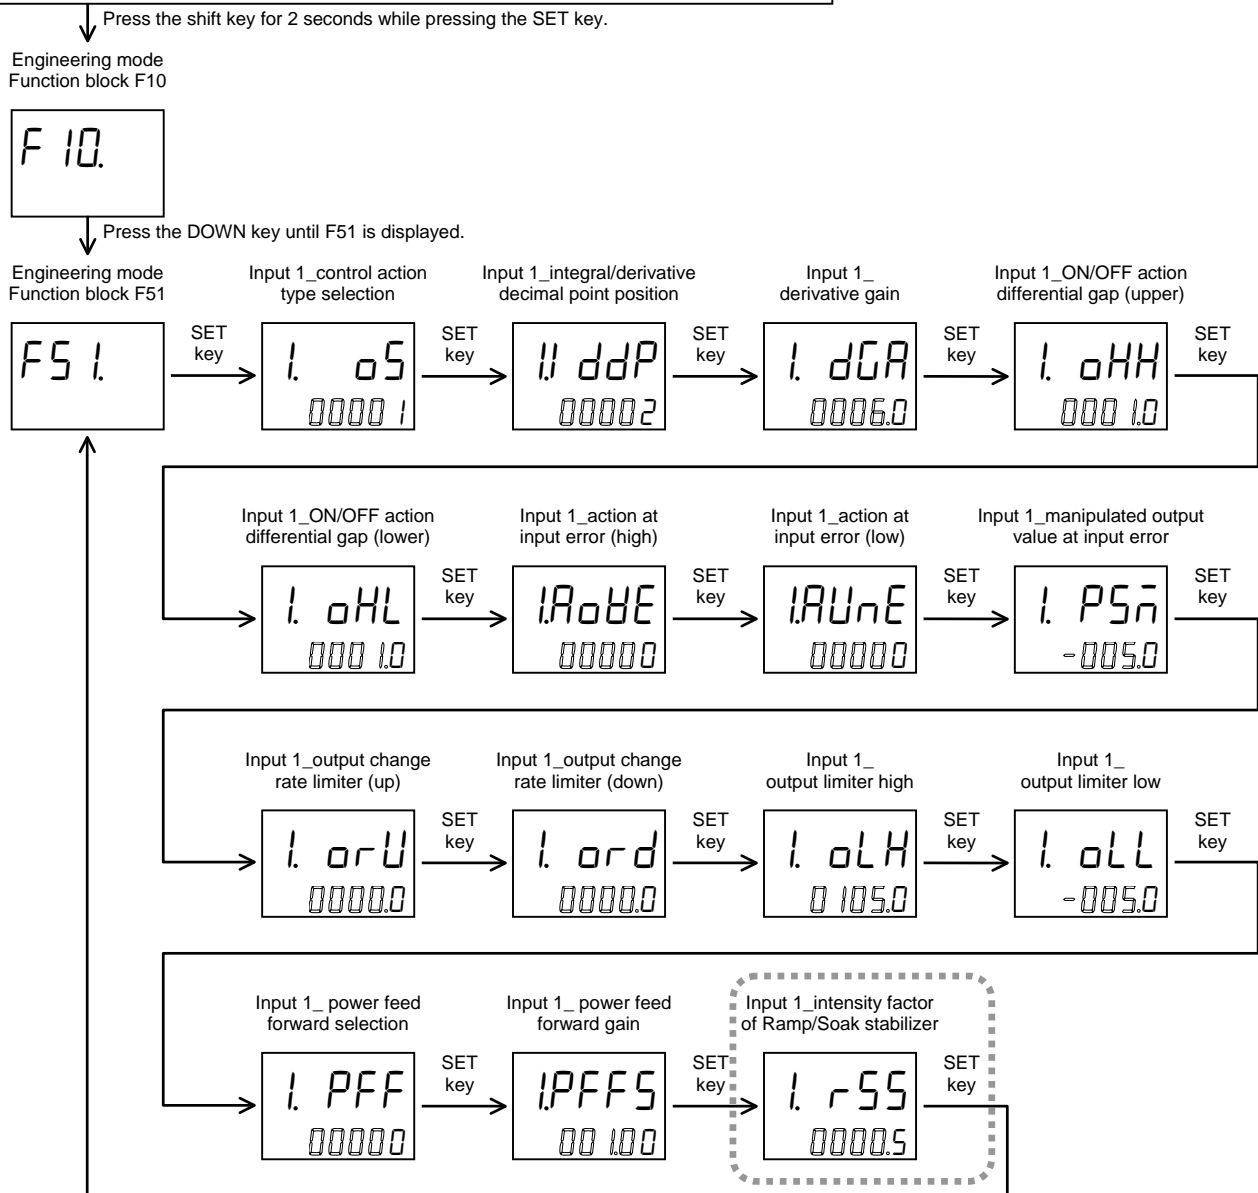 Press the shift key for 2 seconds while pressing the SET key.
Engineering mode
Function block F10
F 10.
Press the DOWN key until F51 is displayed.
Engineering mode
Function block F51
F51.
SET
key
Input 1_control action
type selection
1. oS
00001
SET
key
Input 1_integral/derivative
decimal point position
1.I ddP
00002
SET
key
Input 1_
derivative gain
1. dGA
0006.0
SET
key
Input 1_ON/OFF action
differential gap (upper)
1. oHH
0001.0
SET
key
Input 1_ON/OFF action
differential gap (lower)
1. oHL
0001.0
SET
key
Input 1_action at
input error (high)
00000
SET
key
Input 1_action at
input error (low)
1.AUnE
00000
SET
key
Input 1_manipulated output
value at input error
-005.0
SET
key
Input 1_output change
rate limiter (up)
1. orU
0000.0
SET
key
Input 1_output change
rate limiter (down)
1. ord
0000.0
SET
key
Input 1_
output limiter high
1. oLH
0105.0
SET
key
Input 1_
output limiter low
1. oLL
-005.0
SET
key
Input 1_ power feed
forward selection
1. PFF
00000
SET
key
Input 1_ power feed
forward gain
1.PFFS
001.00
SET
key
Input 1_intensity factor
of Ramp/Soak stabilizer
1. rSS
0000.5
SET
key